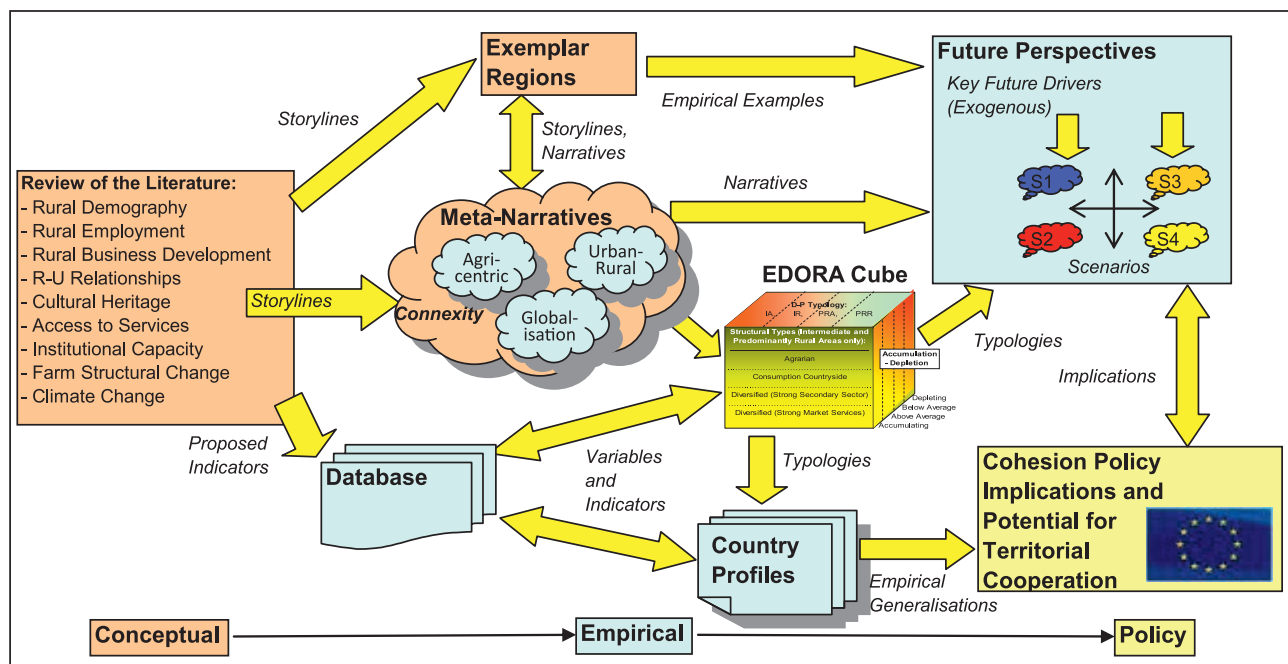 Exemplar
Regions
Future Perspectives
Key Future Drivers
(Exogenous)
S1
S3
S2
S4
Scenarios
Storylines
Empirical Examples
Storylines,
Narratives
Review of the Literature:
- Rural Demography
- Rural Employment
- Rural Business Development
- R-U Relationships
- Cultural Heritage
- Access to Services
- Institutional Capacity
- Farm Structural Change
- Climate Change
Storylines
Meta-Narratives
Agri-
centric
Urban-
Rural
Global-
isation
Connexity
Narratives
EDORA Cube
D-P Typology:
IA, IR, PRA, PRR
Structural Types (Intermediate and
Predominantly Rural Areas only):
Agrarian
Consumption Countryside
Diversified (Strong Secondary Sector)
Diversified (Strong Market Services)
Accumulation
- Depletion
Depleting
Below Average
Above Average
Accumulating
Typologies
Implications
Proposed
Indicators
Database
Variables
and
Indicators
Typologies
Country
Profiles
Empirical
Generalisations
Cohesion Policy
Implications and
Potential for
Territorial
Cooperation
Conceptual
Empirical
Policy